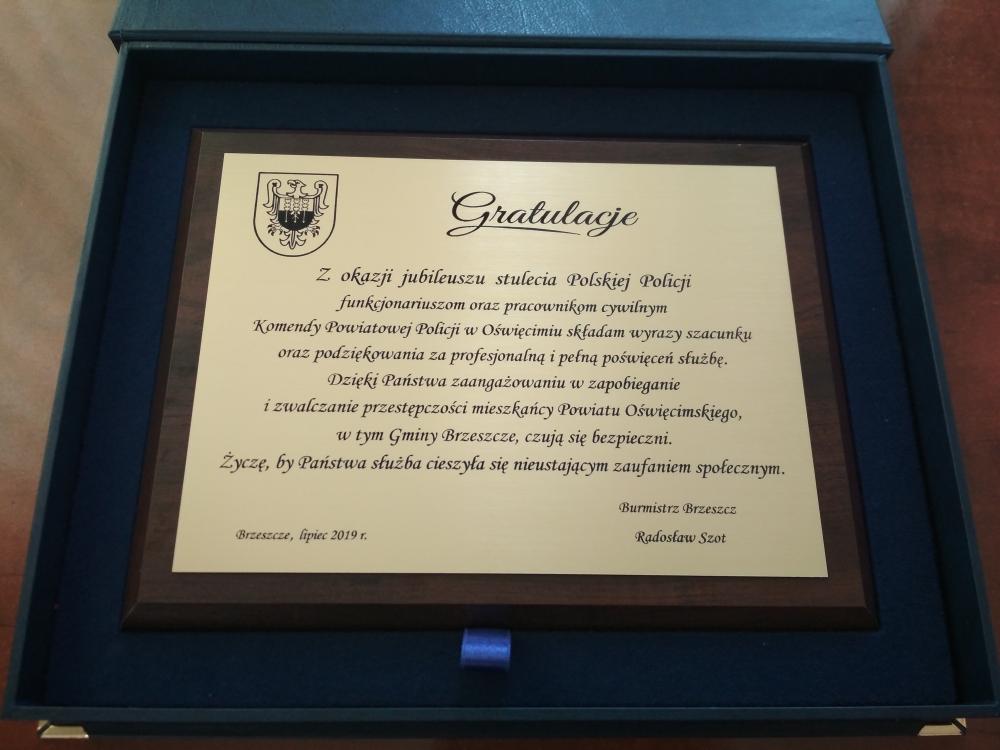 Gratulacje
Z okazji jubileuszu stulecia Polskiej Policji
funkcjonariuszom oraz pracownikom cywilnym
Komendy Powiatowej Policji w Oświęcimiu składam wyrazy szacunku
oraz podziękowania za profesjonalną i pełną poświęceń służbę.
Dzięki Państwa zaangażowaniu w zapobieganie
i zwalczanie przestępczości mieszkańcy Powiatu Oświęcimskiego,
w tym Gminy Brzeszcze, czują się bezpieczni.
Życzę, by Państwa służba cieszyła się nieustającym zaufaniem społecznym.
Burmistrz Brzeszcz
Brzeszcze, lipiec 2019 r.
Radosław Szot